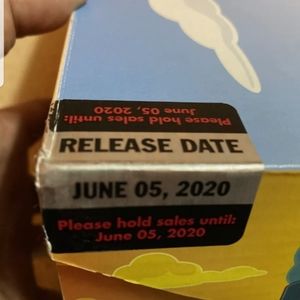 Please hold sales until:
June 05, 2020
RELEASE DATE
JUNE 05, 2020
Please hold sales until:
June 05, 2020